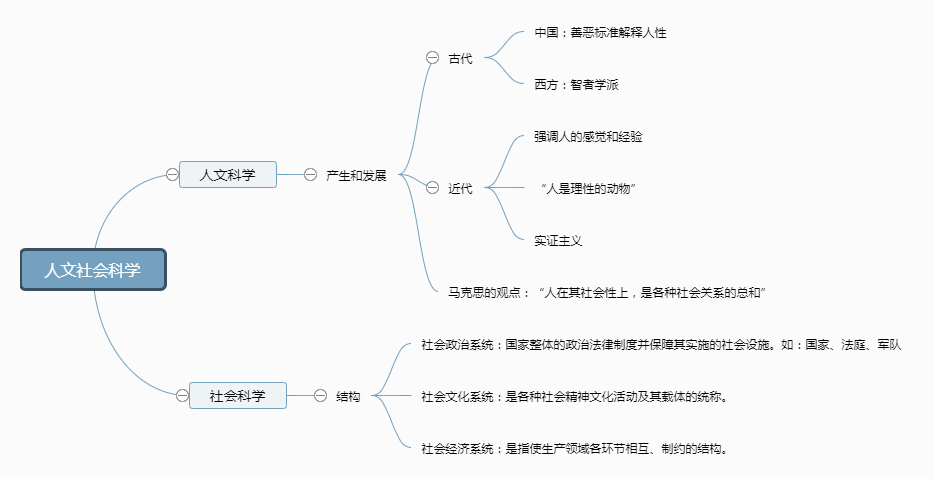 人文社会科学
人文科学
产生和发展
古代
中国：善恶标准解释人性
西方：智者学派
近代
强调人的感觉和经验
“人是理性的动物”
实证主义
马克思的观点：“人在其社会性上，是各种社会关系的总和”
社会科学
结构
社会政治系统：国家整体的政治法律制度并保障其实施的社会设施。如：国家、法庭、军队
社会文化系统：是各种社会精神文化活动及其载体的统称。
社会经济系统：是指使生产领域各环节相互、制约的结构。